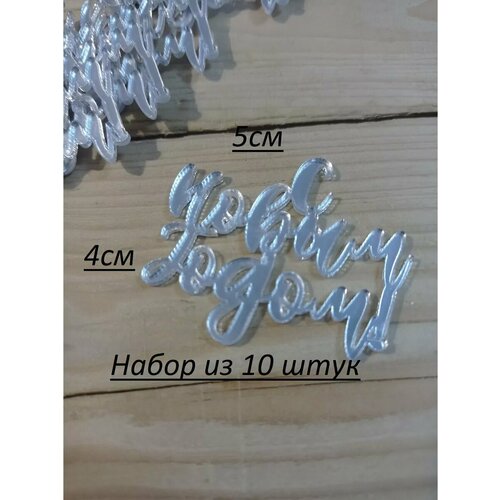 5см
С
новым
4см
годом!
Набор из 10 штук